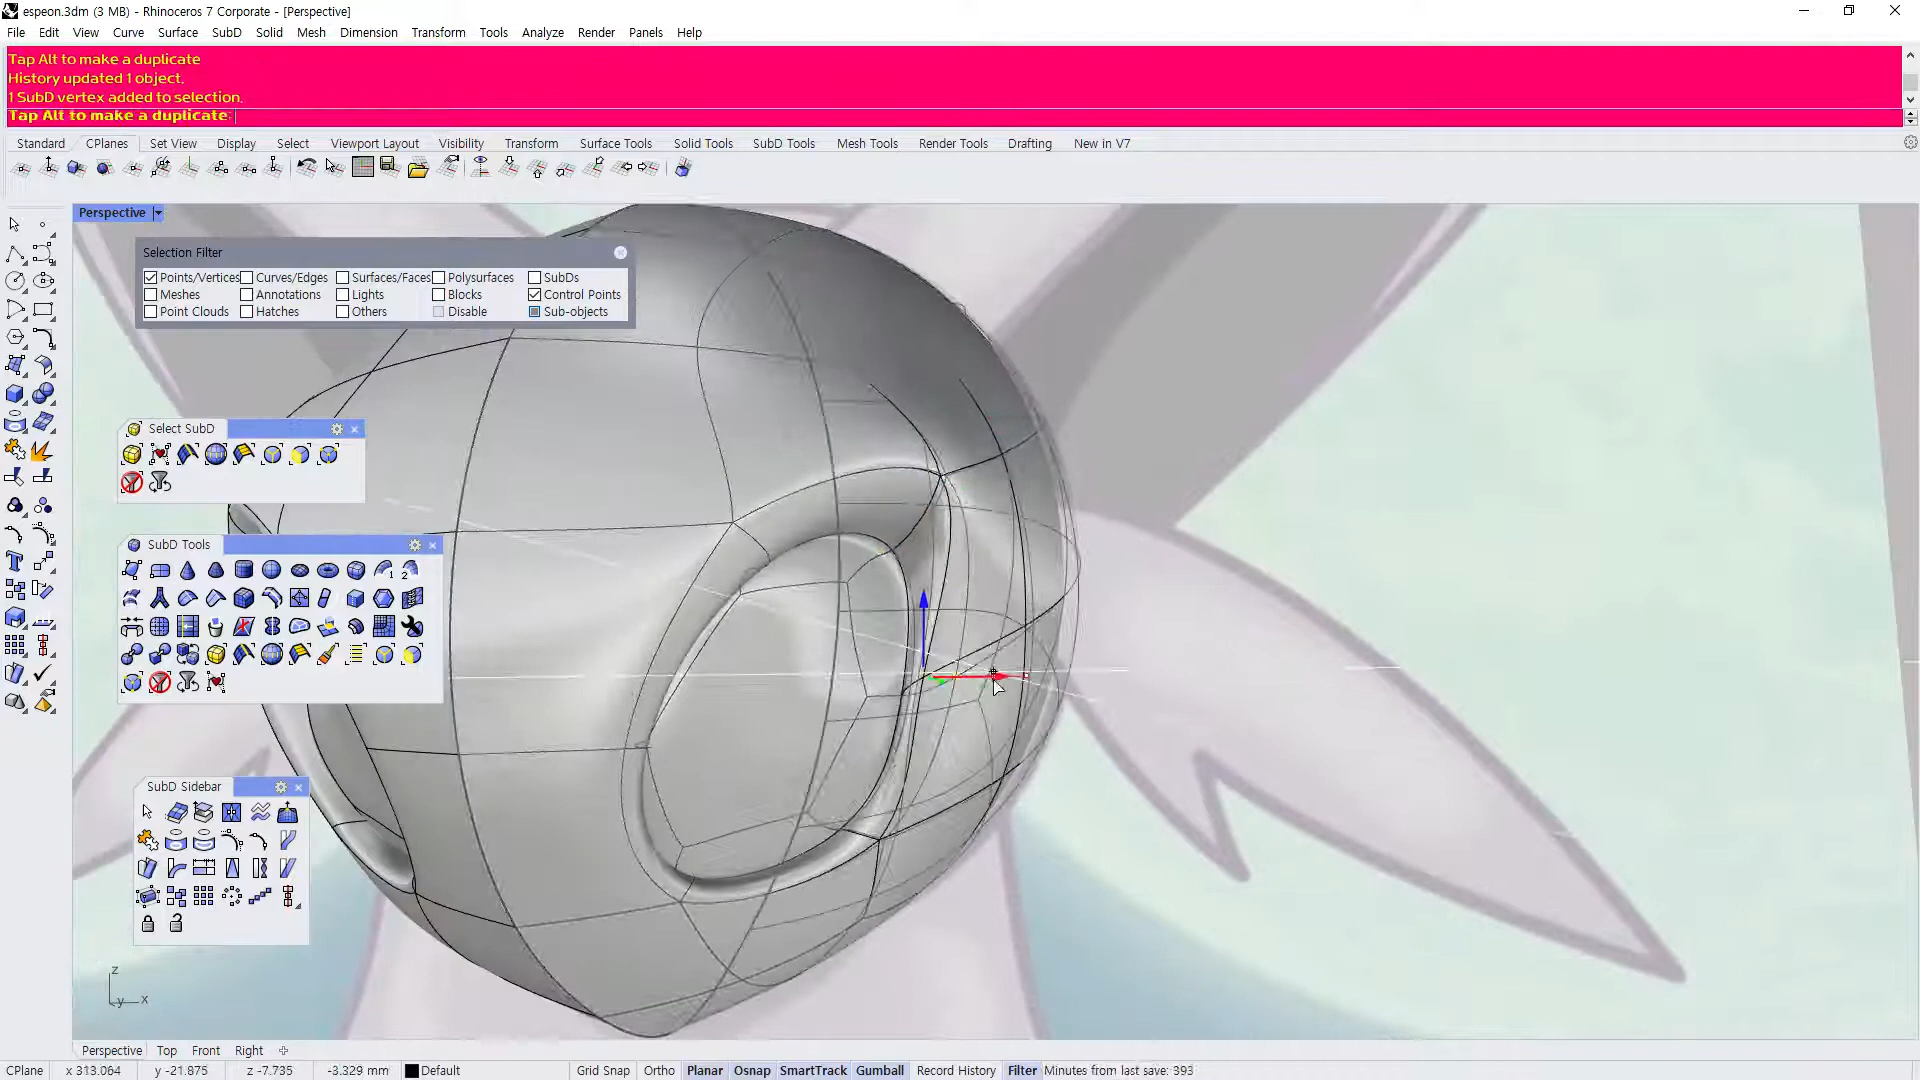 espeon.3dm (3 MB) - Rhinoceros 7 Corporate - [Perspective]
File Edit View Curve Surface SubD Solid Mesh Dimension Transform Tools Analyze Render Panels Help
Tap Alt to make a duplicate
History updated 1 object.
1 SubD vertex added to selection.
Tap Alt to make a duplicate:
Standard CPlanes Set View Display Select Viewport Layout Visibility Transform Surface Tools Solid Tools SubD Tools Mesh Tools Render Tools Drafting New in V7
Perspective
Selection Filter
Points/Vertices Curves/Edges Surfaces/Faces Polysurfaces SubDs
Meshes Annotations Lights Blocks Control Points
Point Clouds Hatches Others Disable Sub-objects
Select SubD
SubD Tools
1 2
SubD Sidebar
z
y x
Perspective Top Front Right
CPlane x 313.064 y -21.875 z -7.735 -3.329 mm Default Grid Snap Ortho Planar Osnap SmartTrack Gumball Record History Filter Minutes from last save: 393